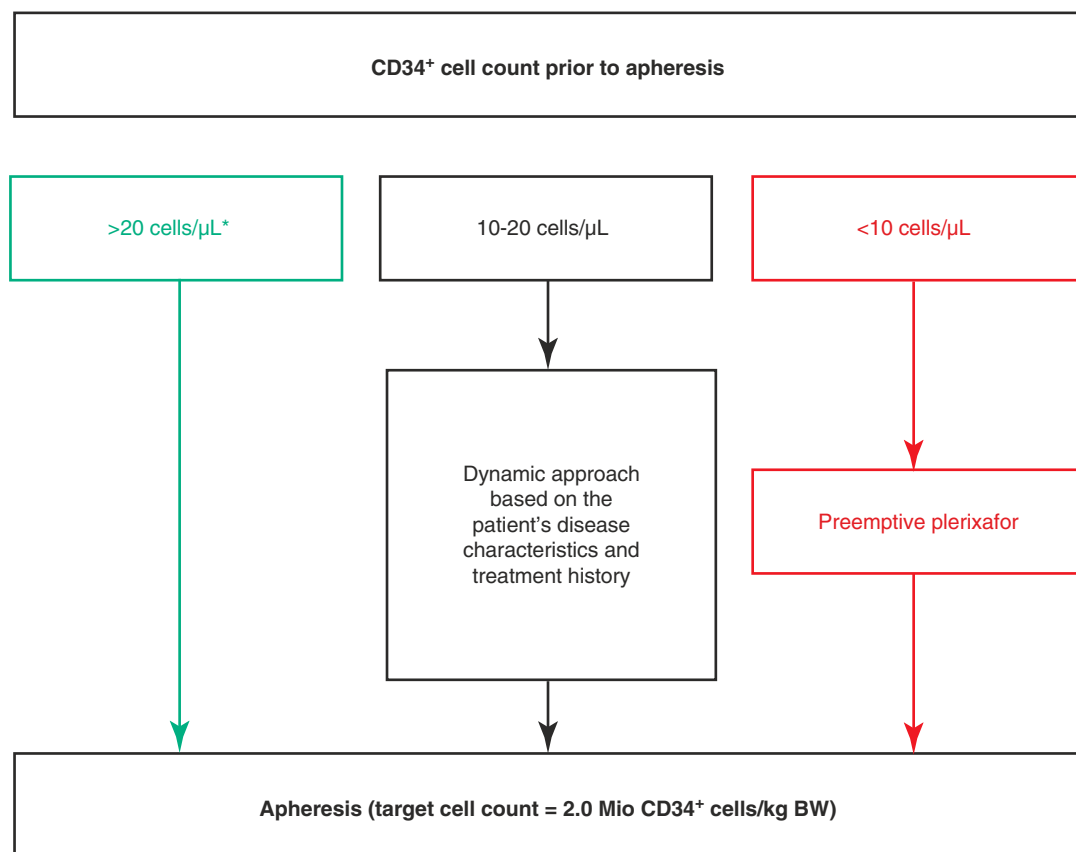 CD34⁺ cell count prior to apheresis
>20 cells/µL*
10-20 cells/µL
<10 cells/µL
Dynamic approach
based on the
patient’s disease
characteristics and
treatment history
Preemptive plerixafor
Apheresis (target cell count = 2.0 Mio CD34⁺ cells/kg BW)